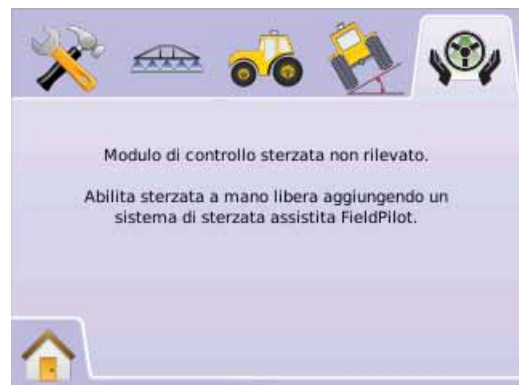 Modulo di controllo sterzata non rilevato.
Abilita sterzata a mano libera aggiungendo un
sistema di sterzata assistita FieldPilot.